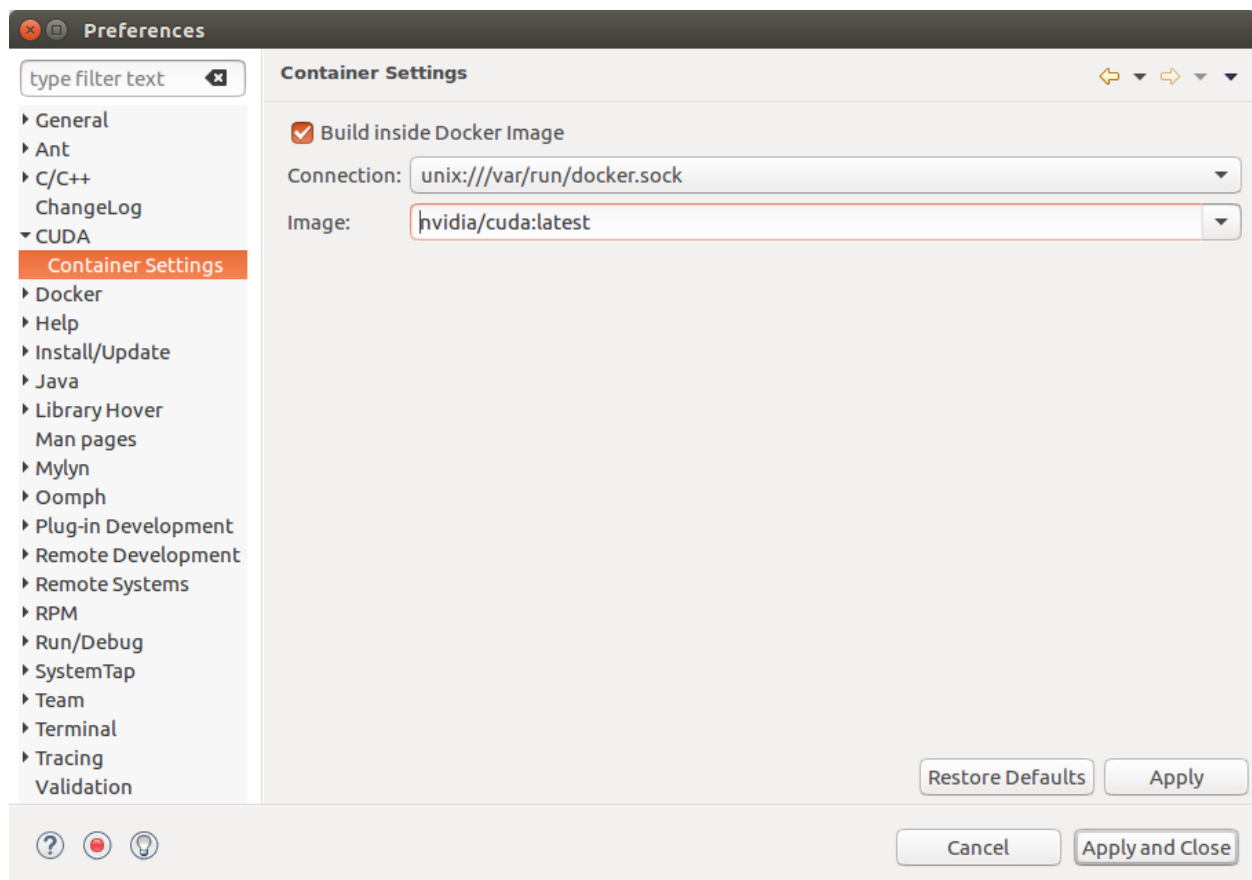 Preferences
type filter text
General
Ant
C/C++
ChangeLog
CUDA
Container Settings
Docker
Help
Install/Update
Java
Library Hover
Man pages
Mylyn
Oomph
Plug-in Development
Remote Development
Remote Systems
RPM
Run/Debug
SystemTap
Team
Terminal
Tracing
Validation
Container Settings
Build inside Docker Image
Connection: unix:///var/run/docker.sock
Image: nvidia/cuda:latest
Restore Defaults Apply
Cancel Apply and Close